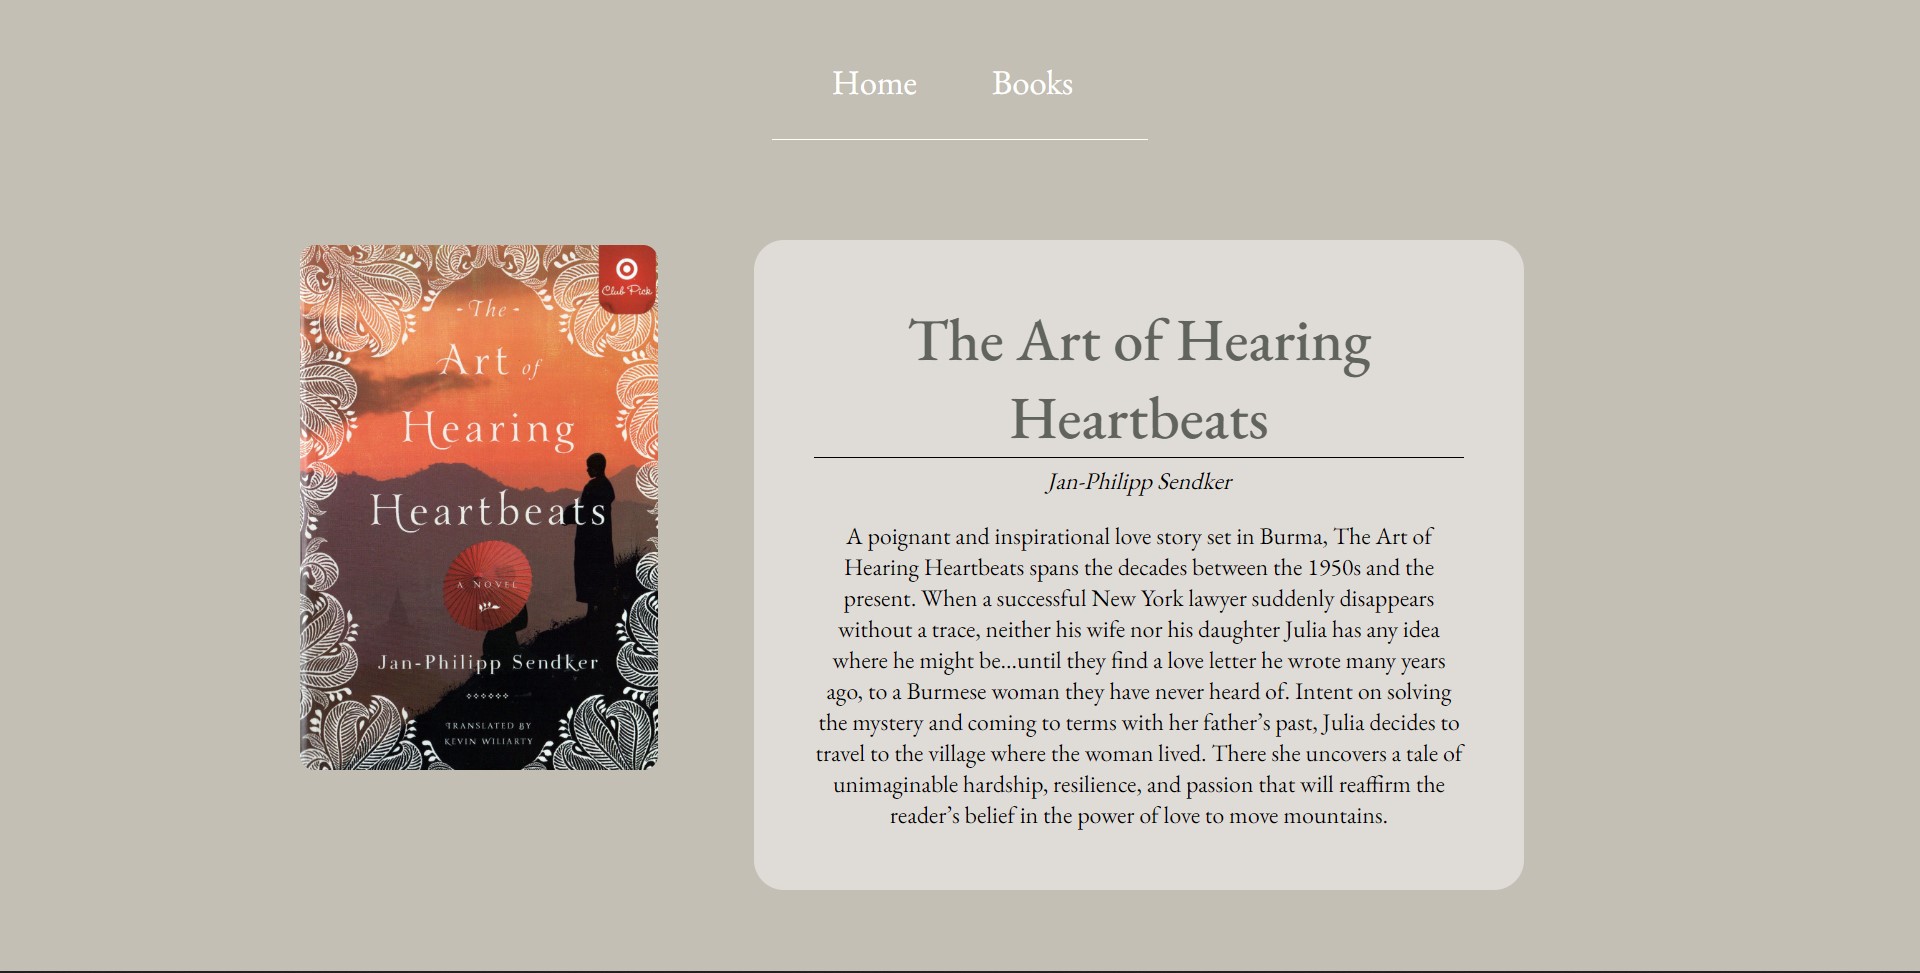 Home Books
Club Pick
-The-
Art of
Hearing
Heartbeats
A NOVEL
Jan-Philipp Sendker
TRANSLATED BY
KEVIN WILIARTY
The Art of Hearing
Heartbeats
Jan-Philipp Sendker
A poignant and inspirational love story set in Burma, The Art of
Hearing Heartbeats spans the decades between the 1950s and the
present. When a successful New York lawyer suddenly disappears
without a trace, neither his wife nor his daughter Julia has any idea
where he might be…until they find a love letter he wrote many years
ago, to a Burmese woman they have never heard of. Intent on solving
the mystery and coming to terms with her father’s past, Julia decides to
travel to the village where the woman lived. There she uncovers a tale of
unimaginable hardship, resilience, and passion that will reaffirm the
reader’s belief in the power of love to move mountains.